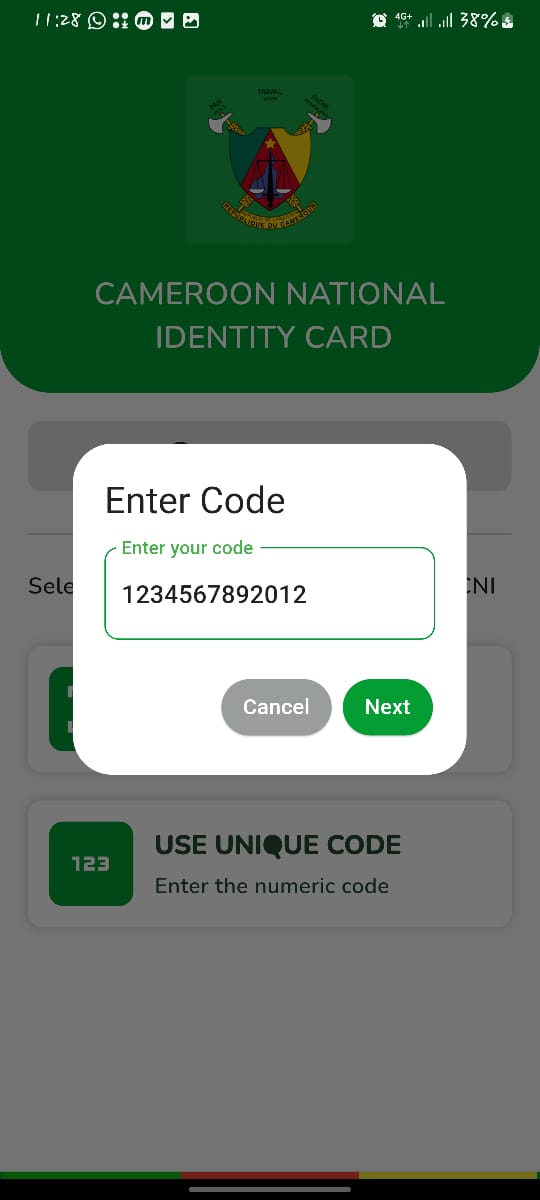 11:28
4G+
38%
PAIX
TRAVAIL
PATRIE
REPUBLIQUE DU CAMEROUN
CAMEROON NATIONAL
IDENTITY CARD
Enter Code
Enter your code
1234567892012
CNI
Cancel
Next
123
USE UNIQUE CODE
Enter the numeric code